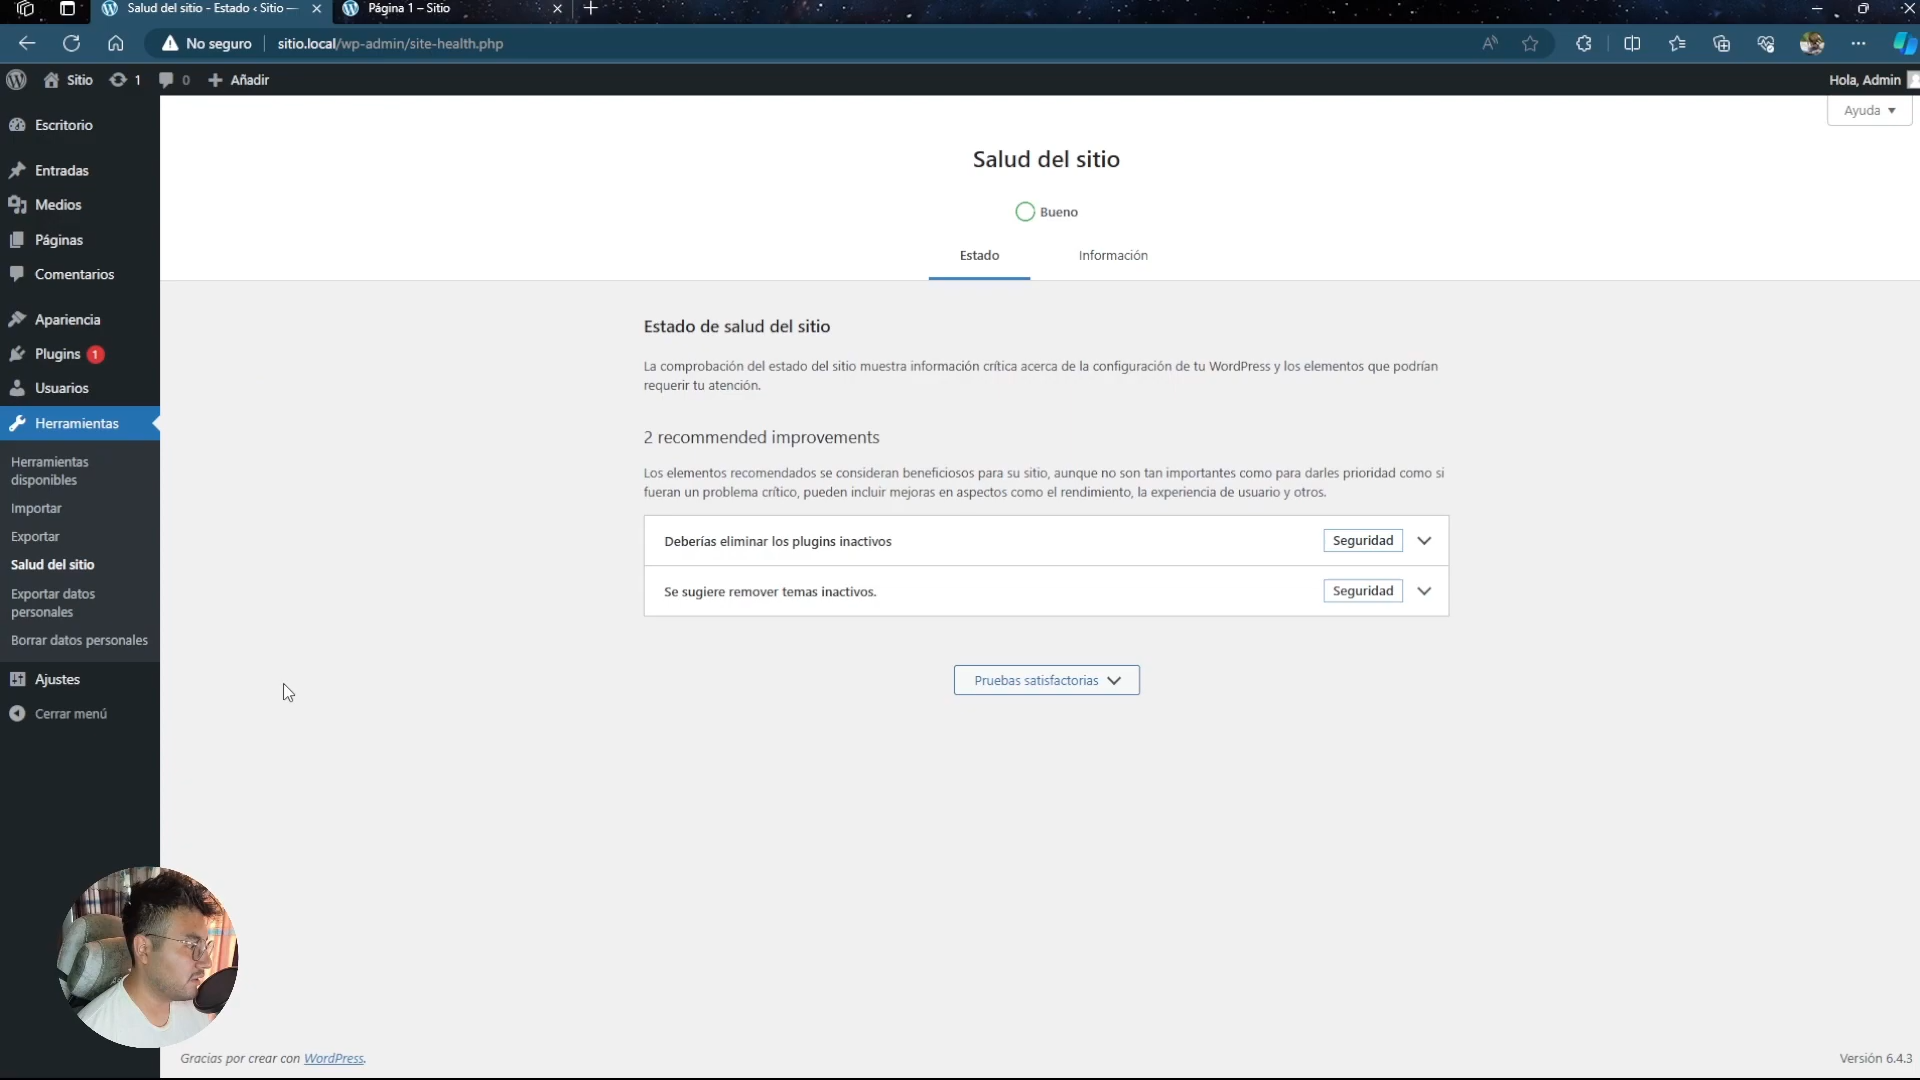 Salud del sitio - Estado ‹ Sitio —
Página 1 – Sitio
No seguro
sitio.local/wp-admin/site-health.php
Sitio
1
0
Añadir
Hola, Admin
Ayuda
Escritorio
Entradas
Medios
Páginas
Comentarios
Apariencia
Plugins 1
Usuarios
Herramientas
Herramientas
disponibles
Importar
Exportar
Salud del sitio
Exportar datos
personales
Borrar datos personales
Ajustes
Cerrar menú
Salud del sitio
Bueno
Estado
Información
Estado de salud del sitio
La comprobación del estado del sitio muestra información crítica acerca de la configuración de tu WordPress y los elementos que podrían
requerir tu atención.
2 recommended improvements
Los elementos recomendados se consideran beneficiosos para su sitio, aunque no son tan importantes como para darles prioridad como si
fueran un problema crítico, pueden incluir mejoras en aspectos como el rendimiento, la experiencia de usuario y otros.
Deberías eliminar los plugins inactivos
Seguridad
Se sugiere remover temas inactivos.
Seguridad
Pruebas satisfactorias
Gracias por crear con WordPress.
Versión 6.4.3